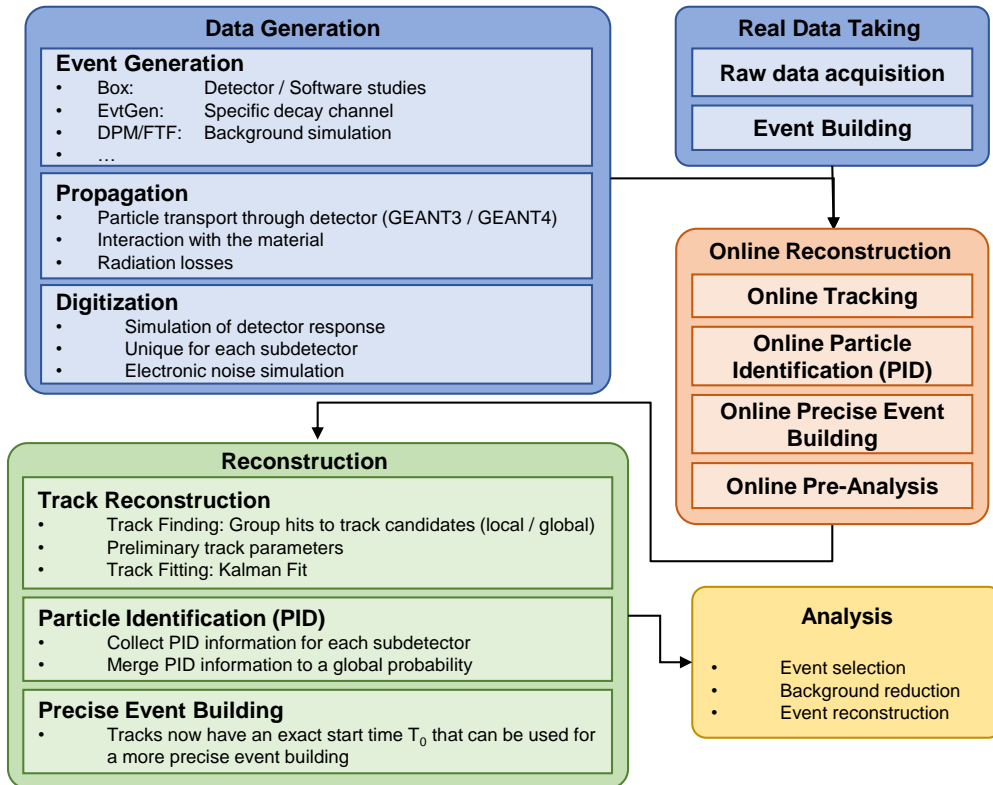 Data Generation
Event Generation
• Box: Detector / Software studies
• EvtGen: Specific decay channel
• DPM/FTF: Background simulation
• …
Propagation
• Particle transport through detector (GEANT3 / GEANT4)
• Interaction with the material
• Radiation losses
Digitization
• Simulation of detector response
• Unique for each subdetector
• Electronic noise simulation
Real Data Taking
Raw data acquisition
Event Building
Online Reconstruction
Online Tracking
Online Particle
Identification (PID)
Online Precise Event
Building
Online Pre-Analysis
Reconstruction
Track Reconstruction
• Track Finding: Group hits to track candidates (local / global)
• Preliminary track parameters
• Track Fitting: Kalman Fit
Particle Identification (PID)
• Collect PID information for each subdetector
• Merge PID information to a global probability
Precise Event Building
• Tracks now have an exact start time T0 that can be used for
a more precise event building
Analysis
• Event selection
• Background reduction
• Event reconstruction